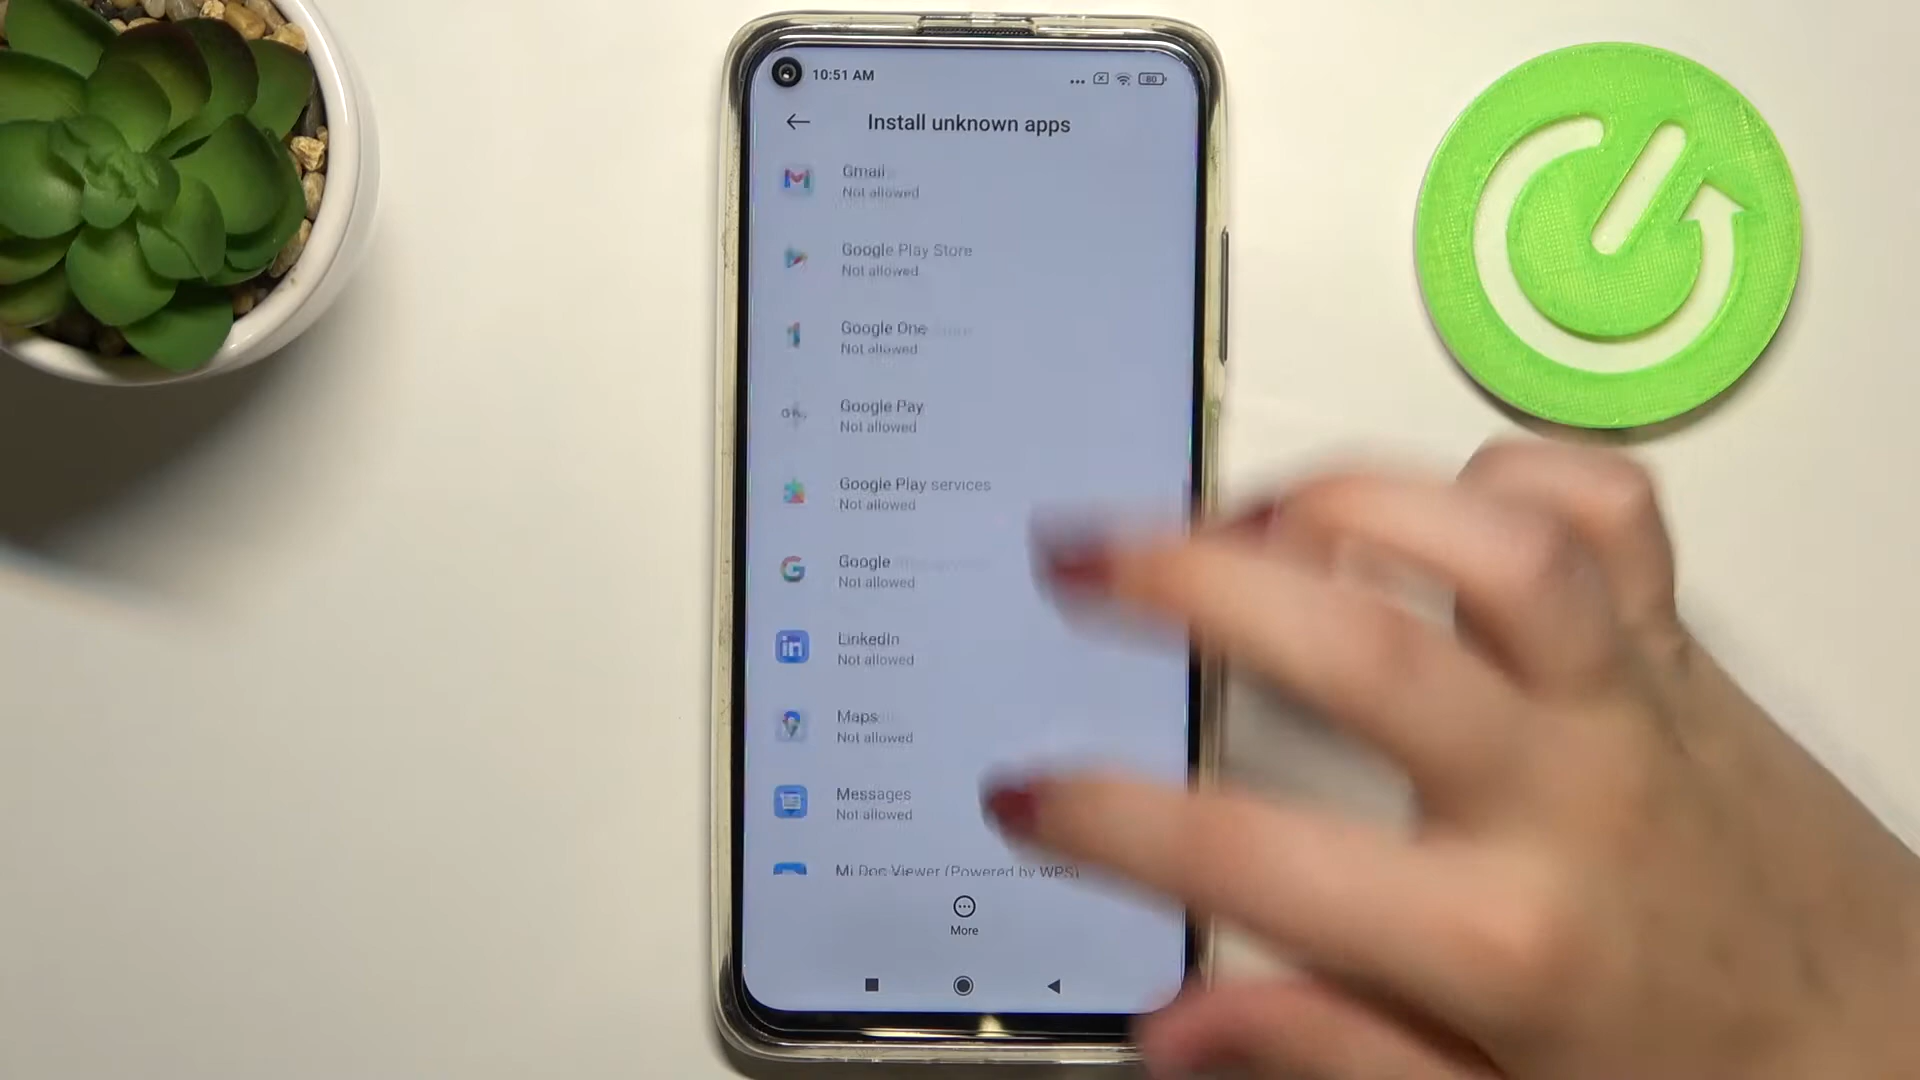 10:51 AM
80
Install unknown apps
Gmail
Not allowed
Google Play Store
Not allowed
Google One
Not allowed
Google Pay
Not allowed
Google Play services
Not allowed
Google
Not allowed
LinkedIn
Not allowed
Maps
Not allowed
Messages
Not allowed
Mi Doc Viewer (Powered by WPS)
More